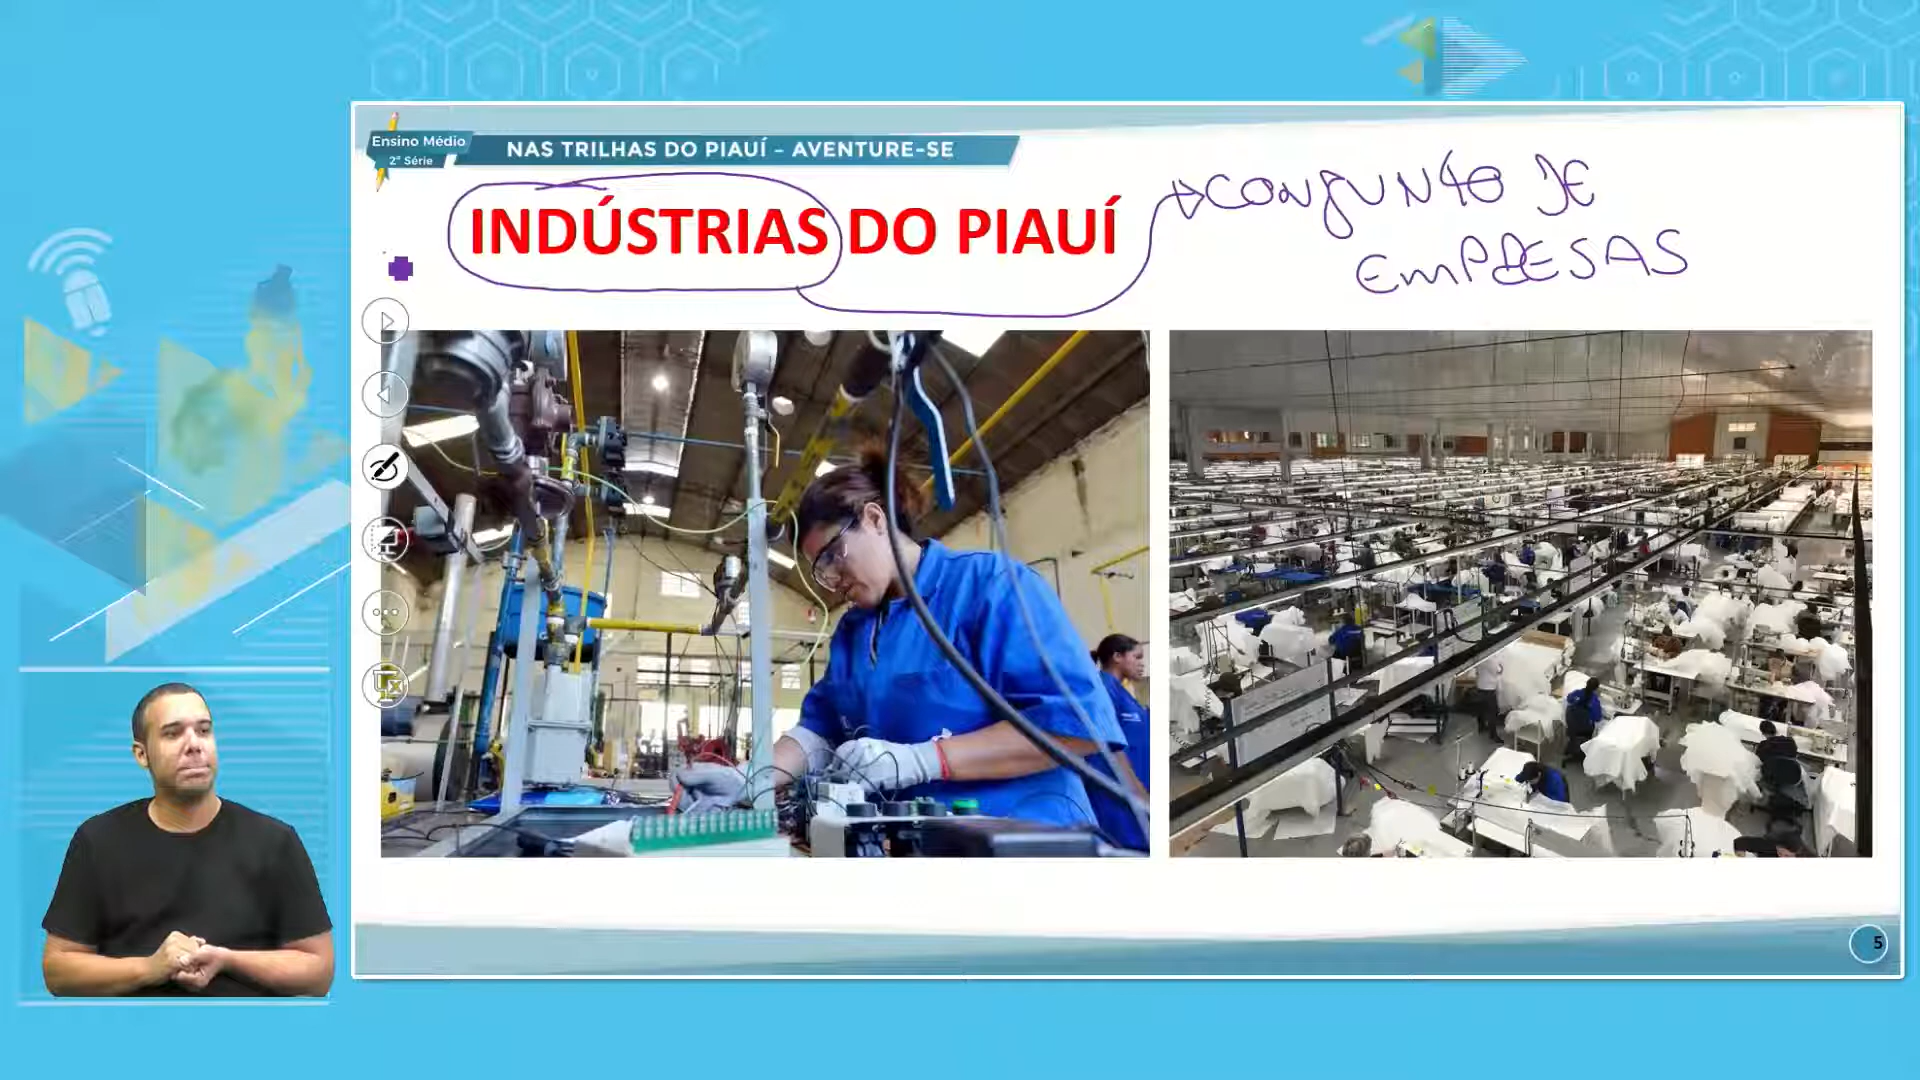 Ensino Médio
2ª Série
NAS TRILHAS DO PIAUÍ – AVENTURE-SE
INDÚSTRIAS DO PIAUÍ
CONJUNTO DE
EMPRESAS
5